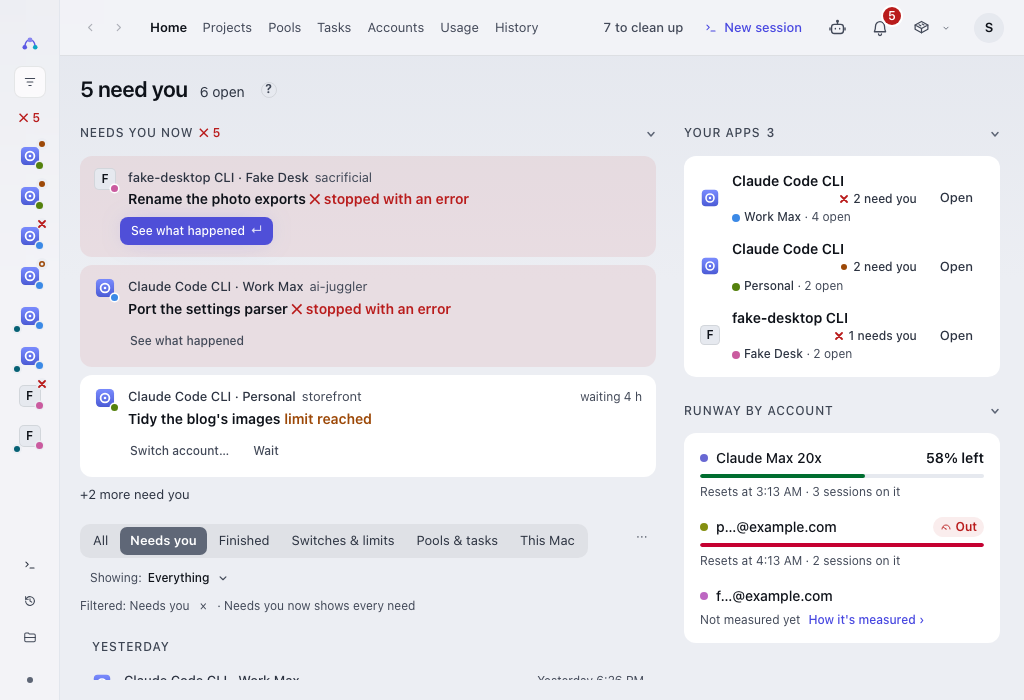 Home Projects Pools Tasks Accounts Usage History 7 to clean up New session 5 S
5
5 need you 6 open ?
NEEDS YOU NOW 5
F fake-desktop CLI · Fake Desk sacrificial
Rename the photo exports stopped with an error
See what happened
Claude Code CLI · Work Max ai-juggler
Port the settings parser stopped with an error
See what happened
Claude Code CLI · Personal storefront waiting 4 h
Tidy the blog's images limit reached
Switch account... Wait
+2 more need you
All Needs you Finished Switches & limits Pools & tasks This Mac ...
Showing: Everything
Filtered: Needs you × · Needs you now shows every need
YESTERDAY
Claude Code CLI · Work Max Yesterday 6:26 PM
YOUR APPS 3
Claude Code CLI
2 need you Open
Work Max · 4 open
Claude Code CLI
2 need you Open
Personal · 2 open
fake-desktop CLI
F 1 needs you Open
Fake Desk · 2 open
RUNWAY BY ACCOUNT
Claude Max 20x 58% left
Resets at 3:13 AM · 3 sessions on it
p...@example.com Out
Resets at 4:13 AM · 2 sessions on it
f...@example.com
Not measured yet How it's measured ›
F
F